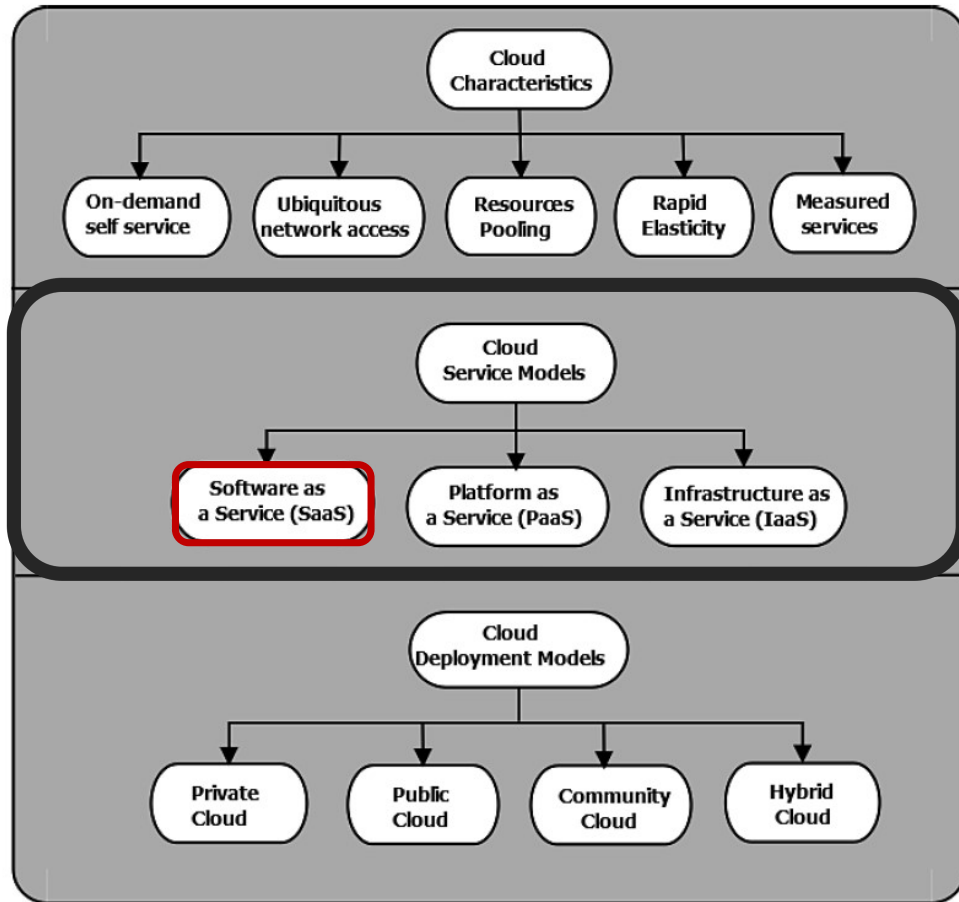 Cloud
Characteristics
On-demand
self service
Ubiquitous
network access
Resources
Pooling
Rapid
Elasticity
Measured
services
Cloud
Service Models
Software as
a Service (SaaS)
Platform as
a Service (PaaS)
Infrastructure as
a Service (IaaS)
Cloud
Deployment Models
Private
Cloud
Public
Cloud
Community
Cloud
Hybrid
Cloud